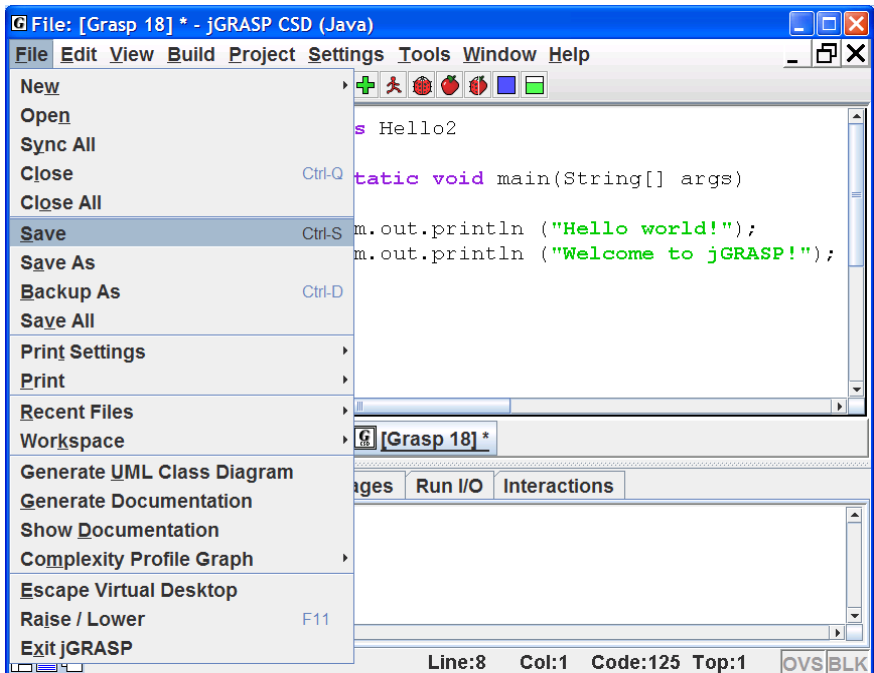 File: [Grasp 18] * - jGRASP CSD (Java)
File Edit View Build Project Settings Tools Window Help
New
Open
Sync All
Close Ctrl-Q
Close All
Save Ctrl-S
Save As
Backup As Ctrl-D
Save All
Print Settings
Print
Recent Files
Workspace
Generate UML Class Diagram
Generate Documentation
Show Documentation
Complexity Profile Graph
Escape Virtual Desktop
Raise / Lower F11
Exit jGRASP
s Hello2
tatic void main(String[] args)
m.out.println ("Hello world!");
m.out.println ("Welcome to jGRASP!");
[Grasp 18] *
ages Run I/O Interactions
Line:8 Col:1 Code:125 Top:1 OVS BLK